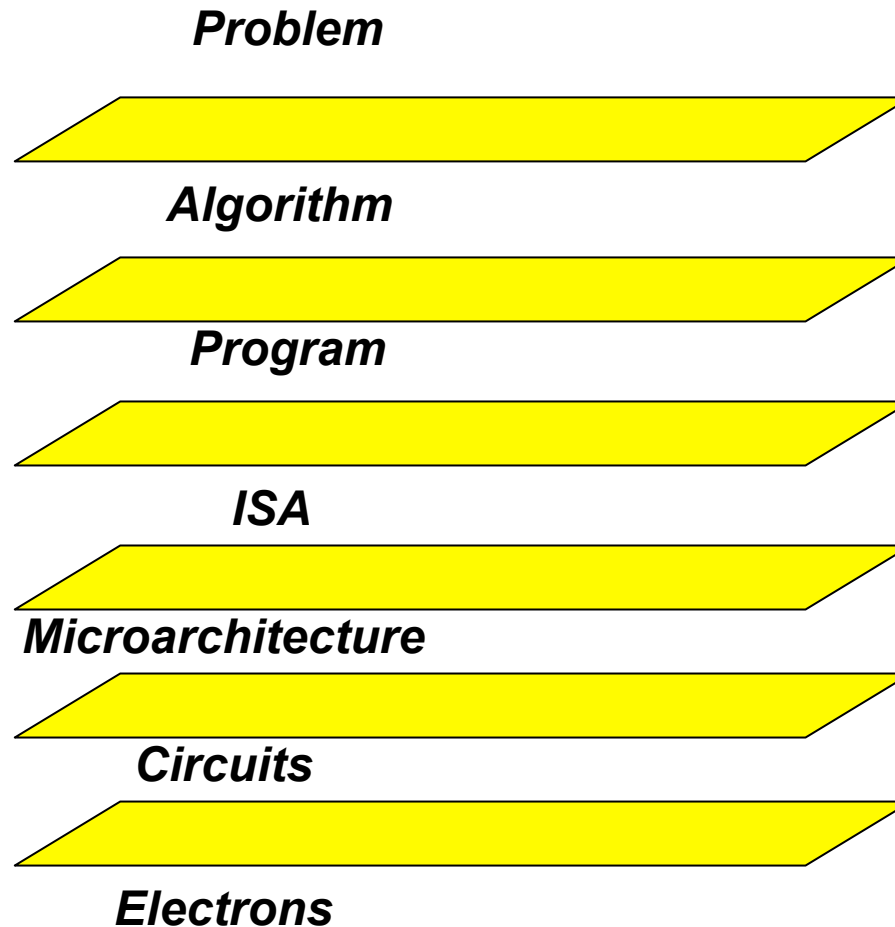 Problem
Algorithm
Program
ISA
Microarchitecture
Circuits
Electrons